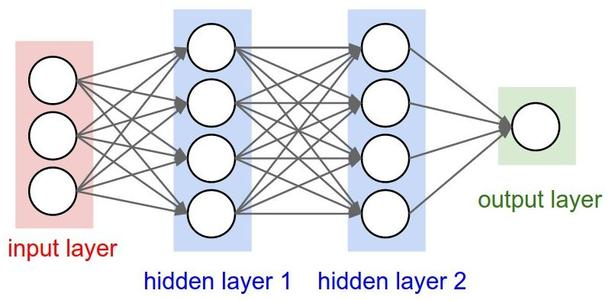 input layer
hidden layer 1
hidden layer 2
output layer